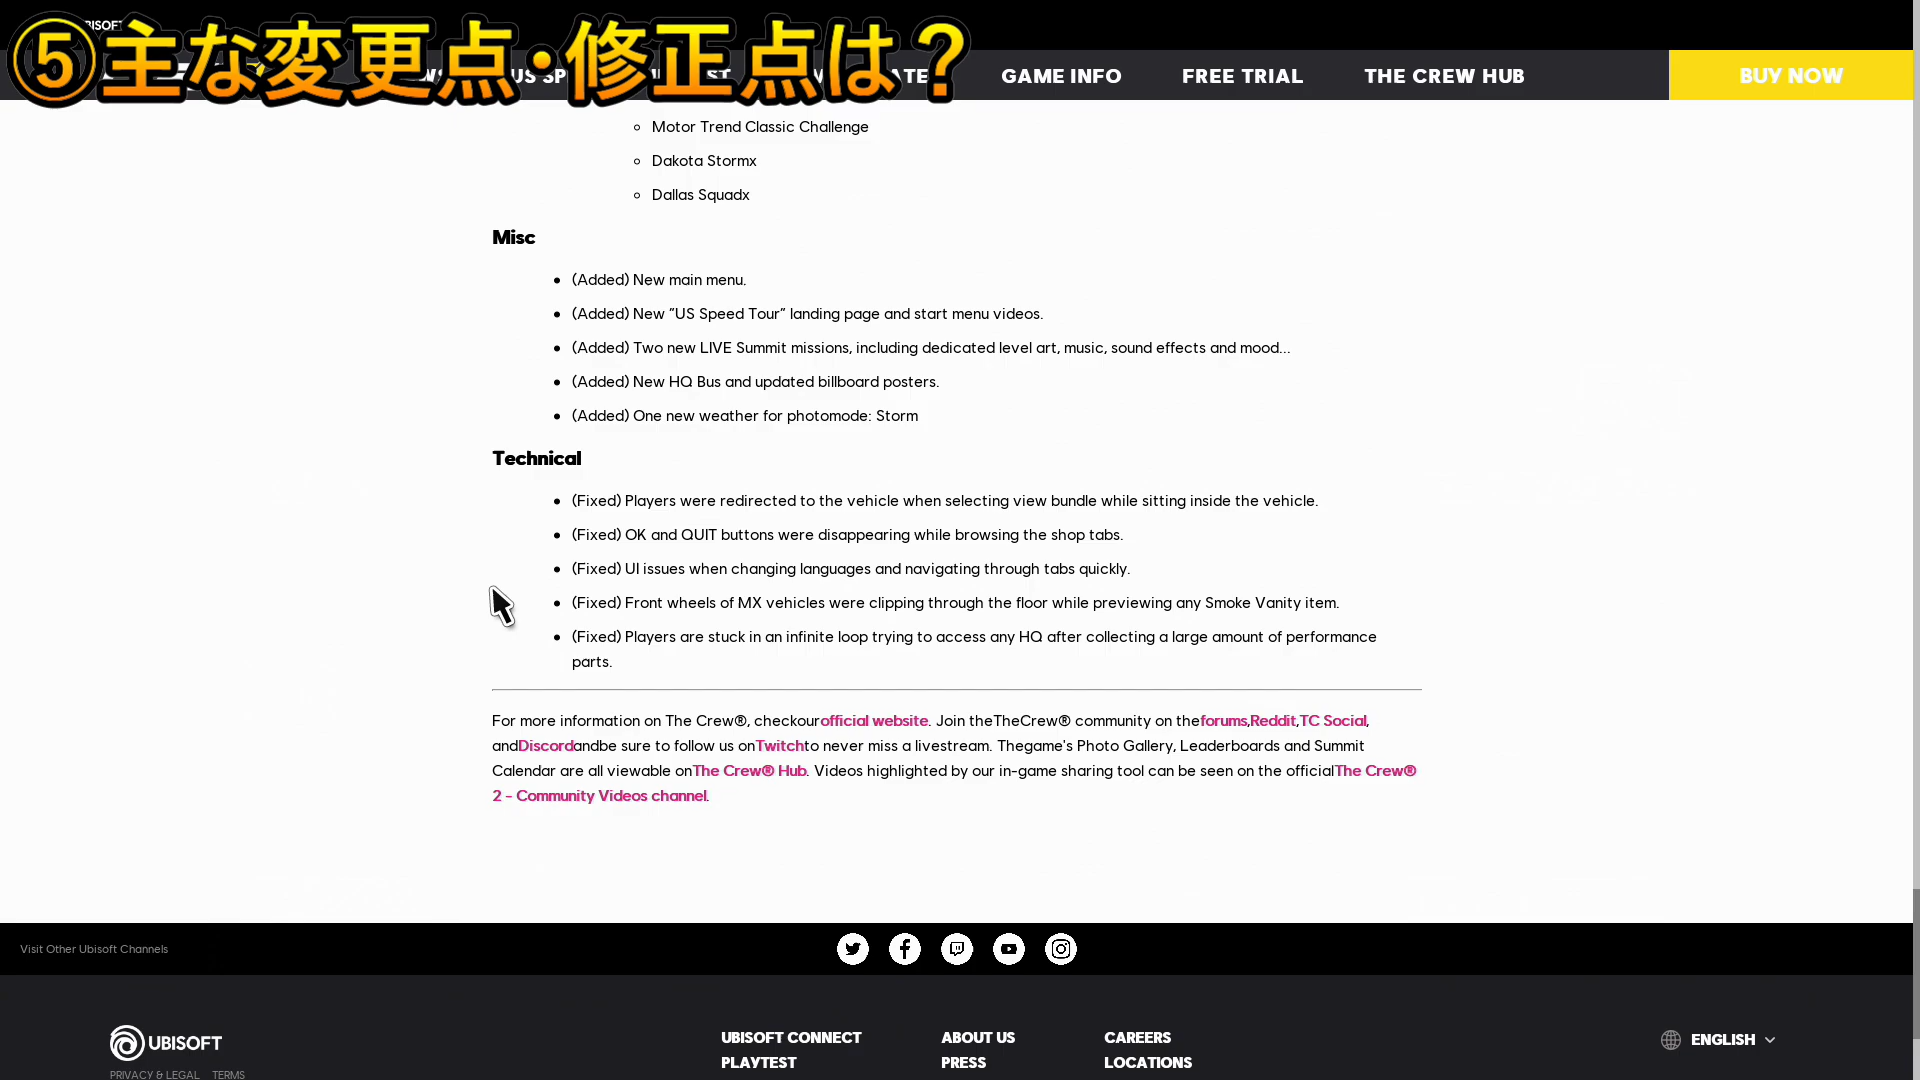 ⑤主な変更点・修正点は？
GAME INFO
FREE TRIAL
THE CREW HUB
BUY NOW
Motor Trend Classic Challenge
Dakota Stormx
Dallas Squadx
Misc
(Added) New main menu.
(Added) New "US Speed Tour" landing page and start menu videos.
(Added) Two new LIVE Summit missions, including dedicated level art, music, sound effects and mood...
(Added) New HQ Bus and updated billboard posters.
(Added) One new weather for photomode: Storm
Technical
(Fixed) Players were redirected to the vehicle when selecting view bundle while sitting inside the vehicle.
(Fixed) OK and QUIT buttons were disappearing while browsing the shop tabs.
(Fixed) UI issues when changing languages and navigating through tabs quickly.
(Fixed) Front wheels of MX vehicles were clipping through the floor while previewing any Smoke Vanity item.
(Fixed) Players are stuck in an infinite loop trying to access any HQ after collecting a large amount of performance
parts.
For more information on The Crew®, checkourofficial website. Join theTheCrew® community on theforums,Reddit,TC Social,
andDiscordandbe sure to follow us onTwitchto never miss a livestream. Thegame's Photo Gallery, Leaderboards and Summit
Calendar are all viewable onThe Crew® Hub. Videos highlighted by our in-game sharing tool can be seen on the officialThe Crew®
2 – Community Videos channel.
Visit Other Ubisoft Channels
UBISOFT
UBISOFT CONNECT
ABOUT US
CAREERS
ENGLISH
PLAYTEST
PRESS
LOCATIONS
PRIVACY & LEGAL
TERMS